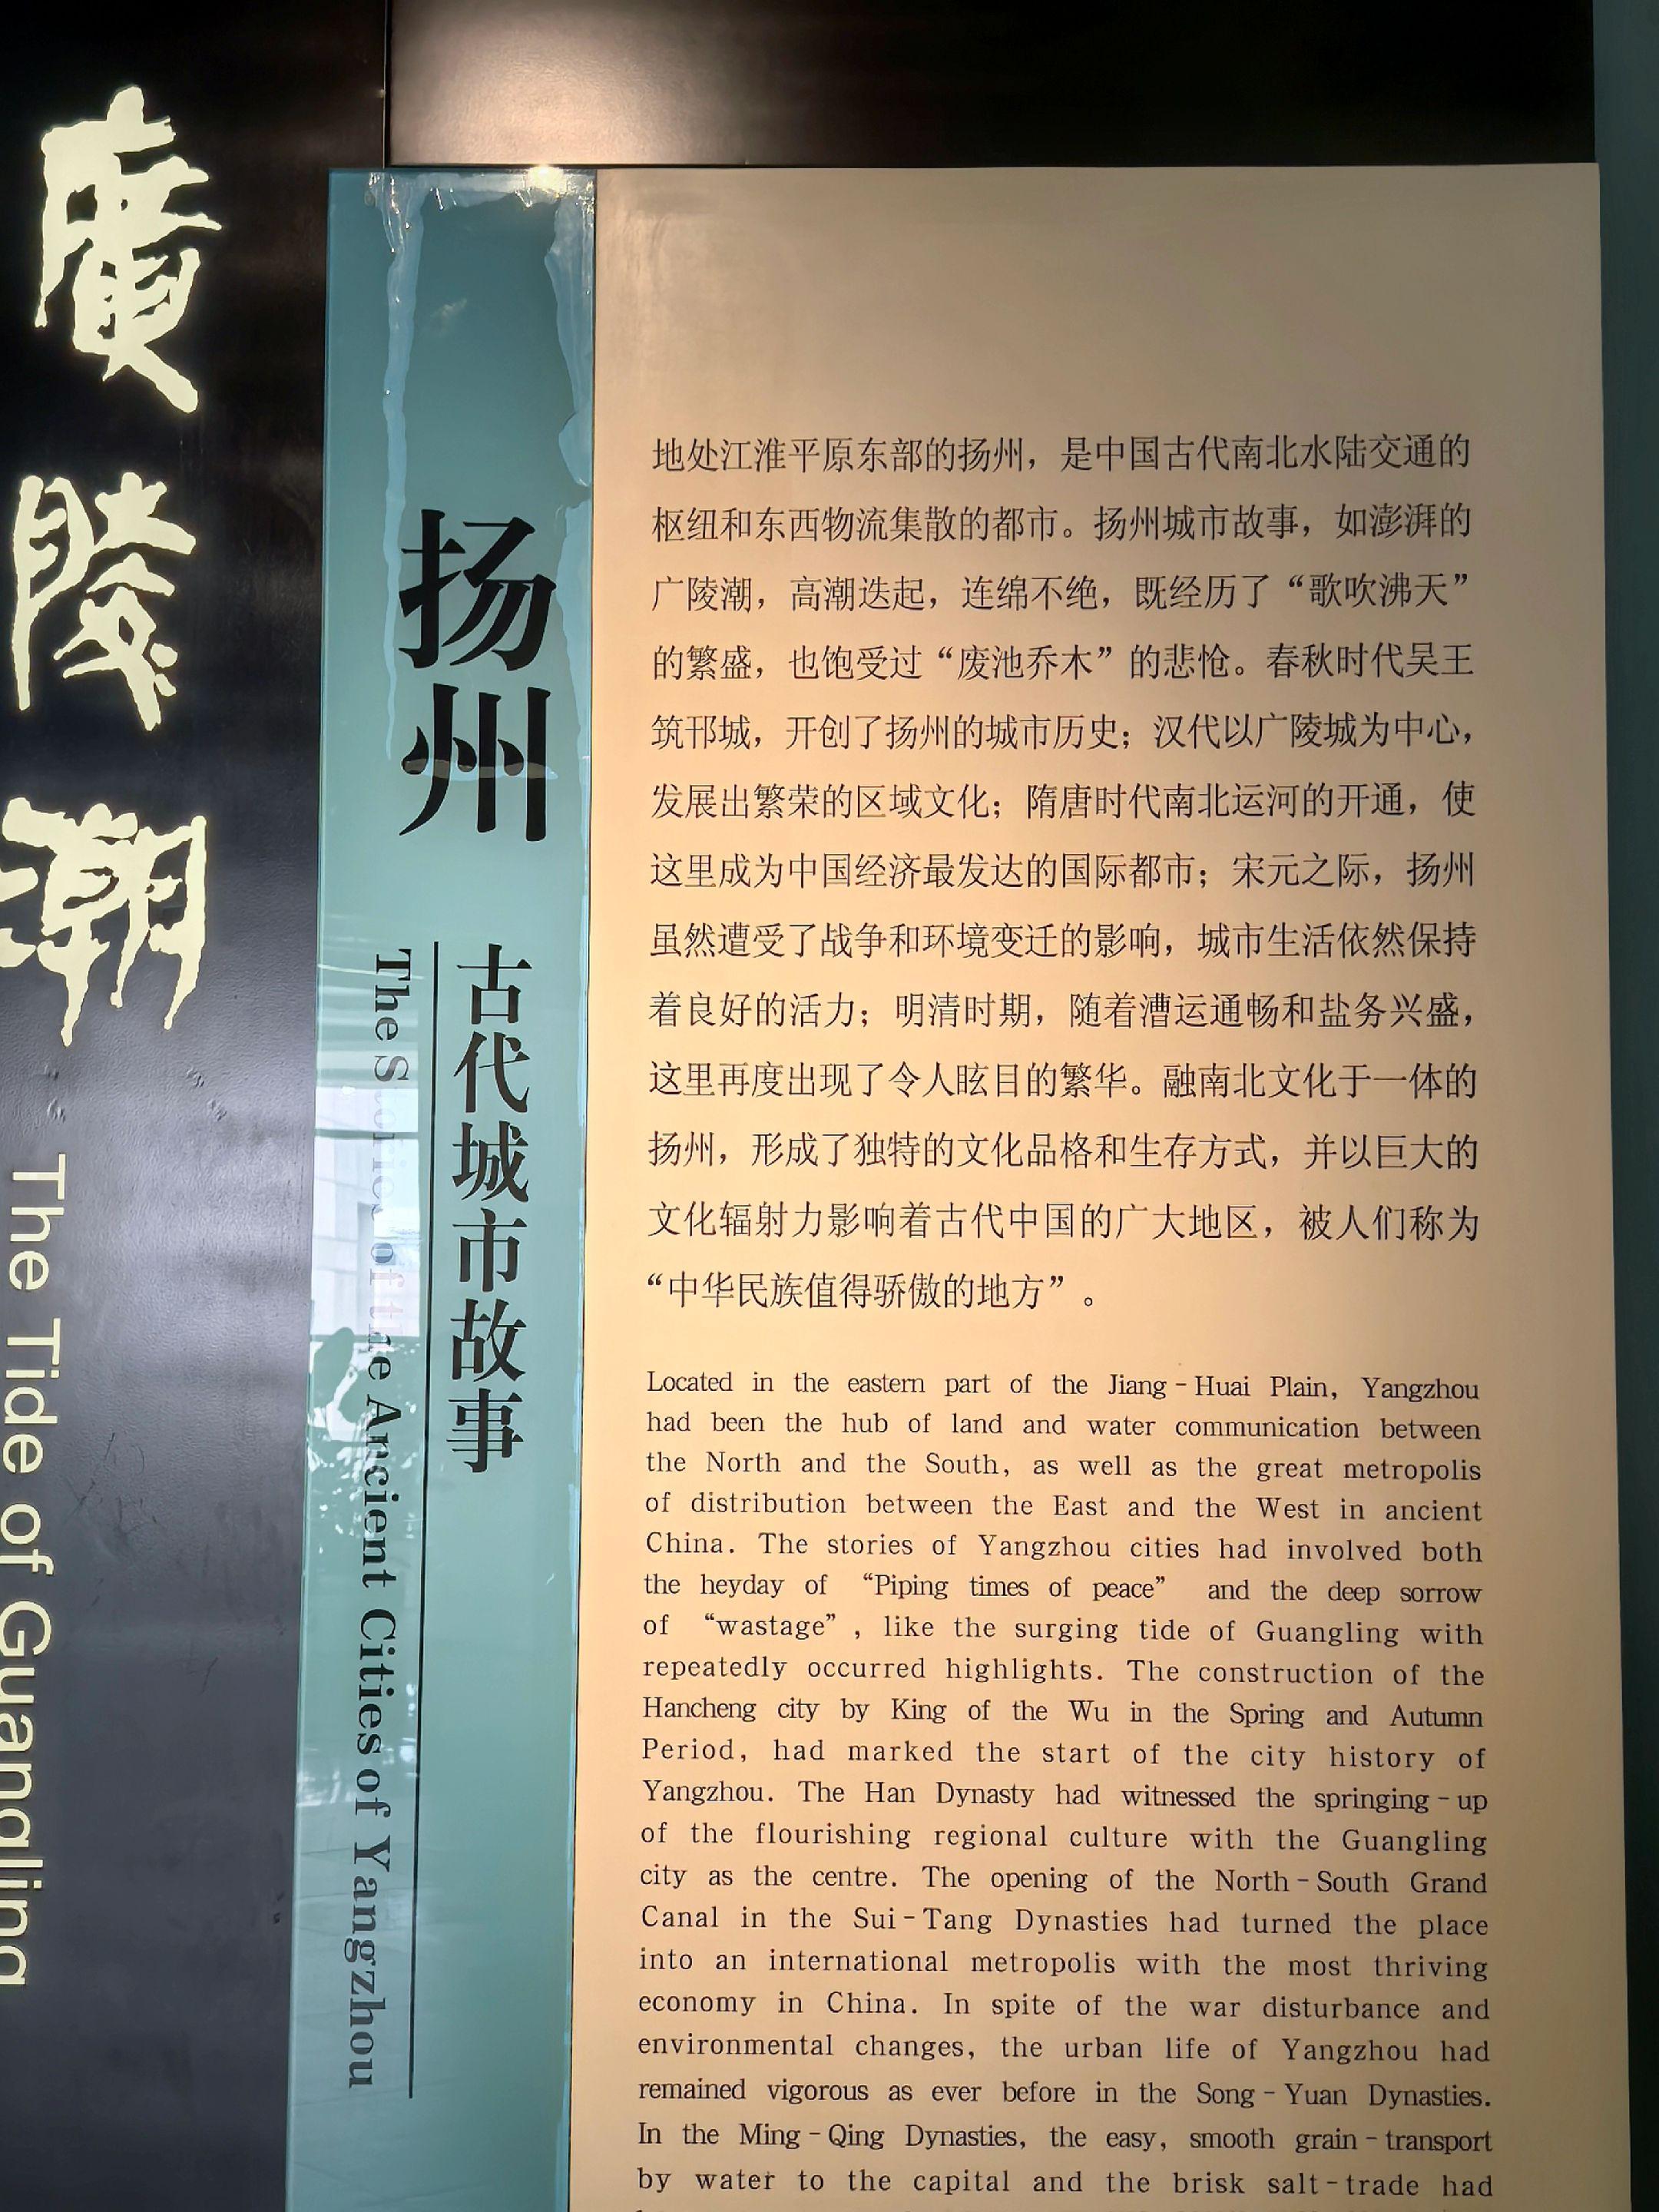 廣陵潮
The Tide of Guangling
扬州
古代城市故事
The Stories of the Ancient Cities of Yangzhou
地处江淮平原东部的扬州，是中国古代南北水陆交通的
枢纽和东西物流集散的都市。扬州城市故事，如澎湃的
广陵潮，高潮迭起，连绵不绝，既经历了“歌吹沸天”
的繁盛，也饱受过“废池乔木”的悲怆。春秋时代吴王
筑邗城，开创了扬州的城市历史；汉代以广陵城为中心，
发展出繁荣的区域文化；隋唐时代南北运河的开通，使
这里成为中国经济最发达的国际都市；宋元之际，扬州
虽然遭受了战争和环境变迁的影响，城市生活依然保持
着良好的活力；明清时期，随着漕运通畅和盐务兴盛，
这里再度出现了令人眩目的繁华。融南北文化于一体的
扬州，形成了独特的文化品格和生存方式，并以巨大的
文化辐射力影响着古代中国的广大地区，被人们称为
“中华民族值得骄傲的地方”。
Located in the eastern part of the Jiang-Huai Plain, Yangzhou
had been the hub of land and water communication between
the North and the South, as well as the great metropolis
of distribution between the East and the West in ancient
China. The stories of Yangzhou cities had involved both
the heyday of “Piping times of peace” and the deep sorrow
of “wastage”, like the surging tide of Guangling with
repeatedly occurred highlights. The construction of the
Hancheng city by King of the Wu in the Spring and Autumn
Period, had marked the start of the city history of
Yangzhou. The Han Dynasty had witnessed the springing-up
of the flourishing regional culture with the Guangling
city as the centre. The opening of the North-South Grand
Canal in the Sui-Tang Dynasties had turned the place
into an international metropolis with the most thriving
economy in China. In spite of the war disturbance and
environmental changes, the urban life of Yangzhou had
remained vigorous as ever before in the Song-Yuan Dynasties.
In the Ming-Qing Dynasties, the easy, smooth grain-transport
by water to the capital and the brisk salt-trade had